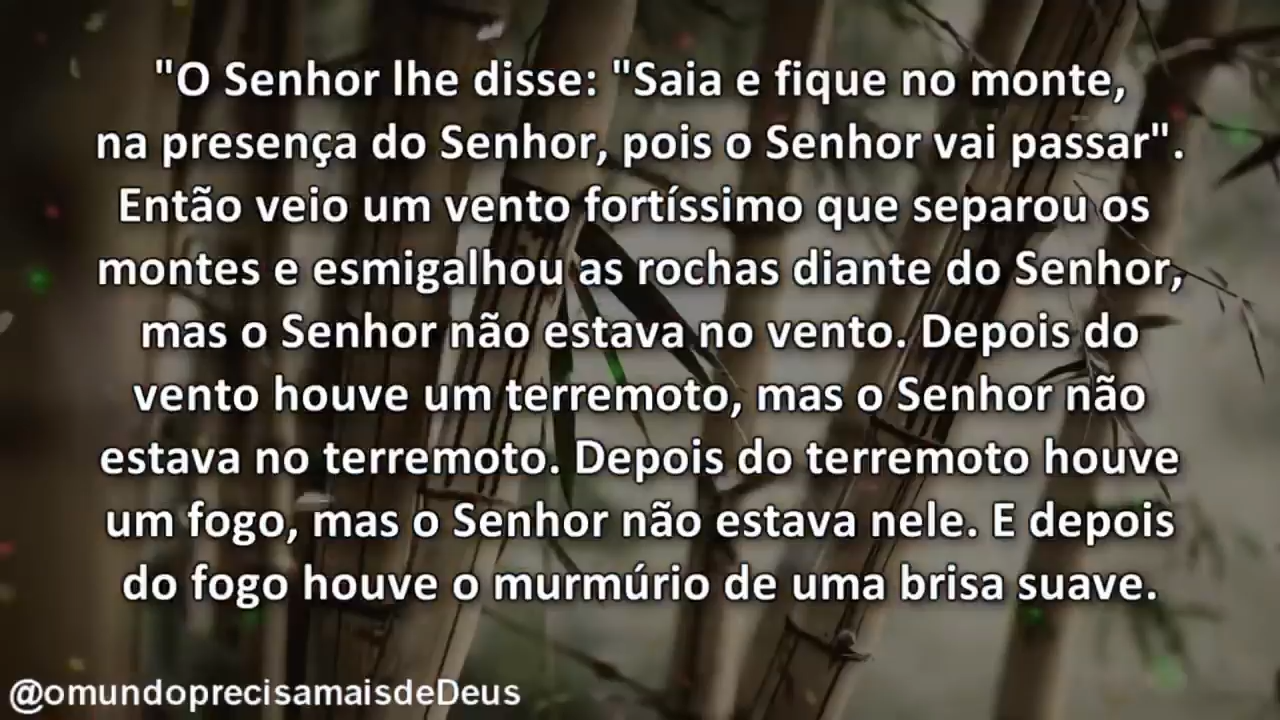 "O Senhor lhe disse: "Saia e fique no monte,
na presença do Senhor, pois o Senhor vai passar".
Então veio um vento fortíssimo que separou os
montes e esmigalhou as rochas diante do Senhor,
mas o Senhor não estava no vento. Depois do
vento houve um terremoto, mas o Senhor não
estava no terremoto. Depois do terremoto houve
um fogo, mas o Senhor não estava nele. E depois
do fogo houve o murmúrio de uma brisa suave.
@omundoprecisamaisdeDeus